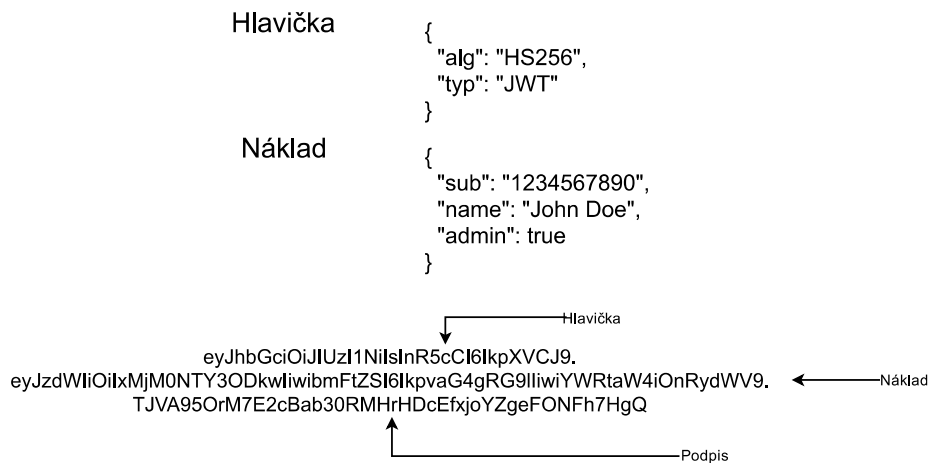 Hlavička
{
"alg": "HS256",
"typ": "JWT"
}
Náklad
{
"sub": "1234567890",
"name": "John Doe",
"admin": true
}
Hlavička
eyJhbGciOiJIUzI1NiIsInR5cCI6IkpXVCJ9.
eyJzdWIiOiIxMjM0NTY3ODkwIiwibmFtZSI6IkpvaG4gRG9lIiwiYWRtaW4iOnRydWV9.
Náklad
TJVA95OrM7E2cBab30RMHrHDcEfxjoYZgeFONFh7HgQ
Podpis